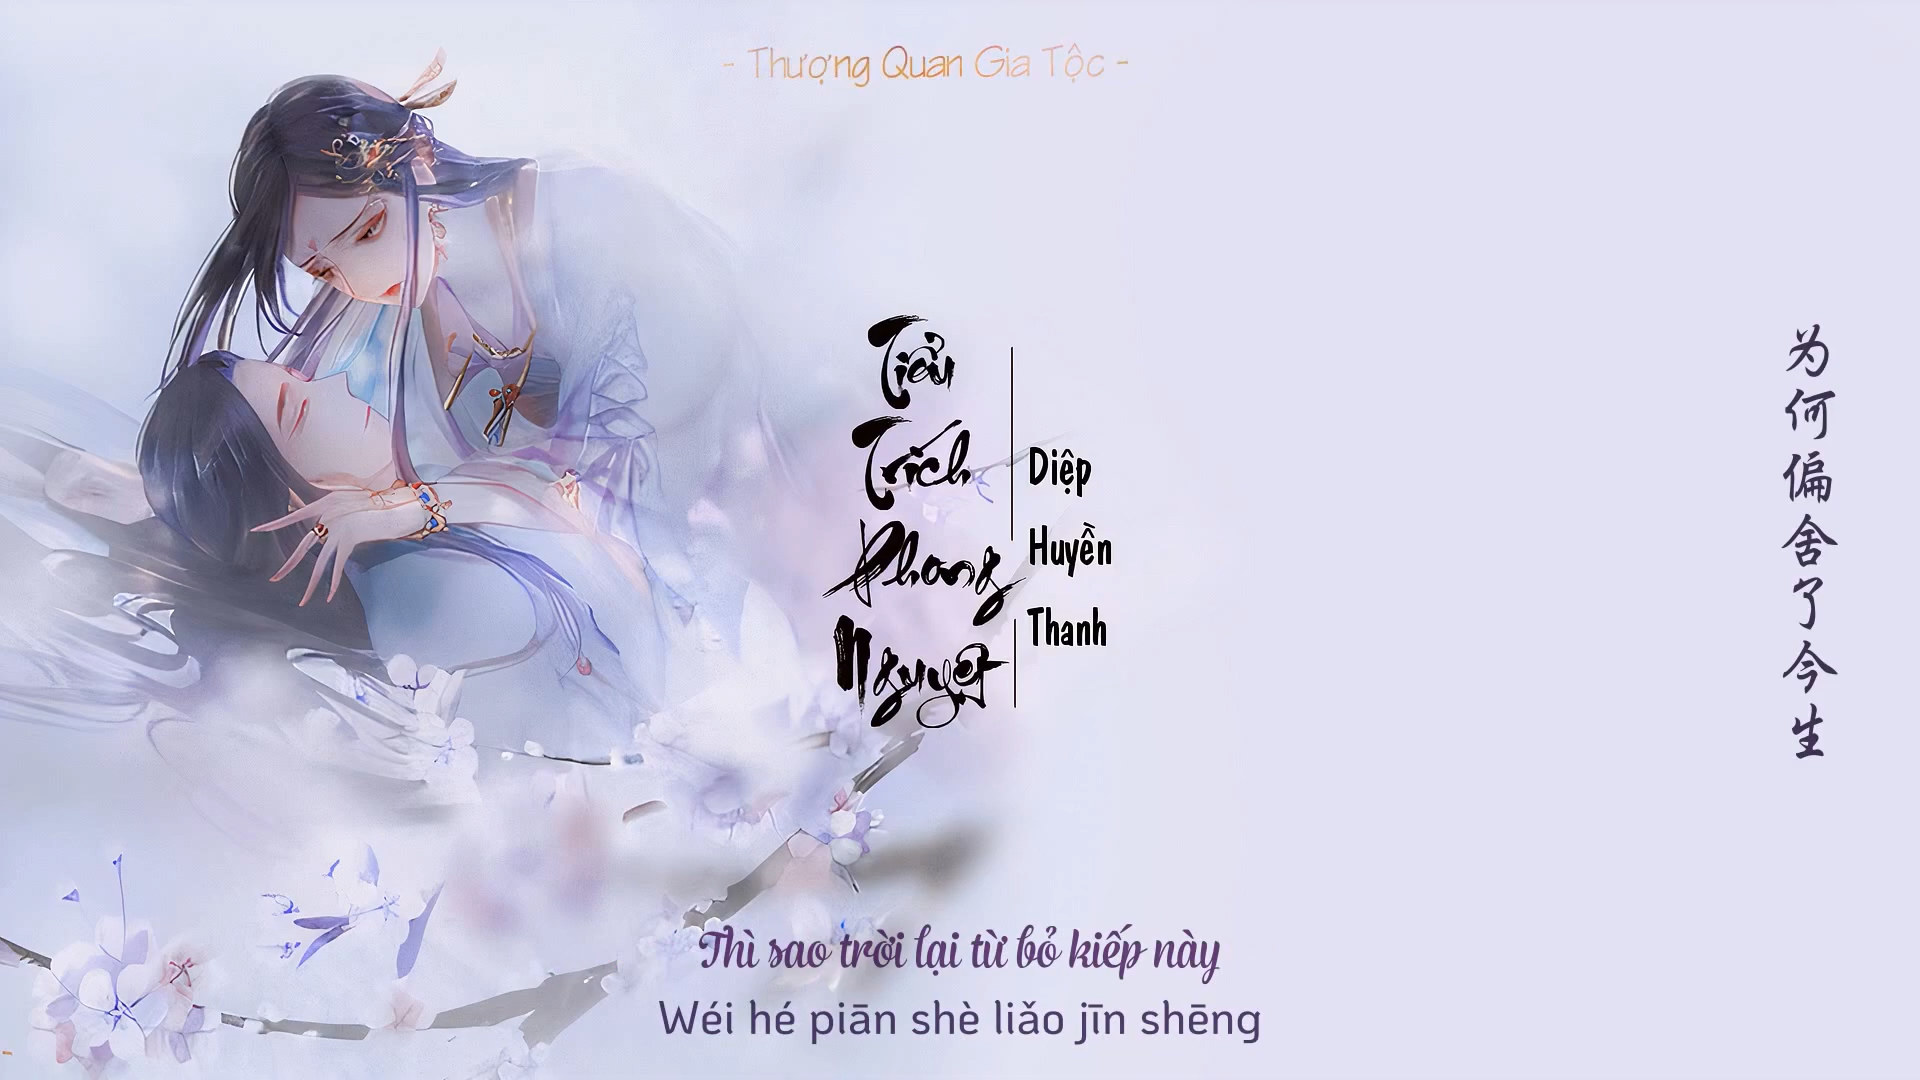 - Thượng Quan Gia Tộc -
Tiểu
Trích
Phong
Nguyệt
Diệp
Huyền
Thanh
为何偏舍了今生
Thì sao trời lại từ bỏ kiếp này
Wéi hé piān shè liǎo jīn shēng